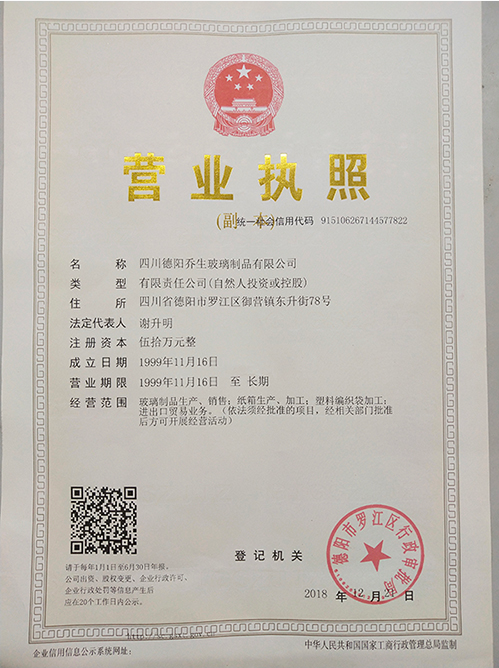 营业执照
(副 本)
统一社会信用代码 915106267144577822
名 称 四川德阳乔生玻璃制品有限公司
类 型 有限责任公司(自然人投资或控股)
住 所 四川省德阳市罗江区御营镇东升街78号
法定代表人 谢升明
注册资本 伍拾万元整
成立日期 1999年11月16日
营业期限 1999年11月16日 至 长期
经营范围 玻璃制品生产、销售；纸箱生产、加工；塑料编织袋加工；
进出口贸易业务。（依法须经批准的项目，经相关部门批准
后方可开展经营活动）
请于每年1月1日至6月30日年报。
公司出资、股权变更、企业行政许可、
企业行政处罚等信息产生后
应在20个工作日内公示。
登记机关
德阳市罗江区行政审批局
2018 年 12 月 日
企业信用信息公示系统网址：
中华人民共和国国家工商行政管理总局监制